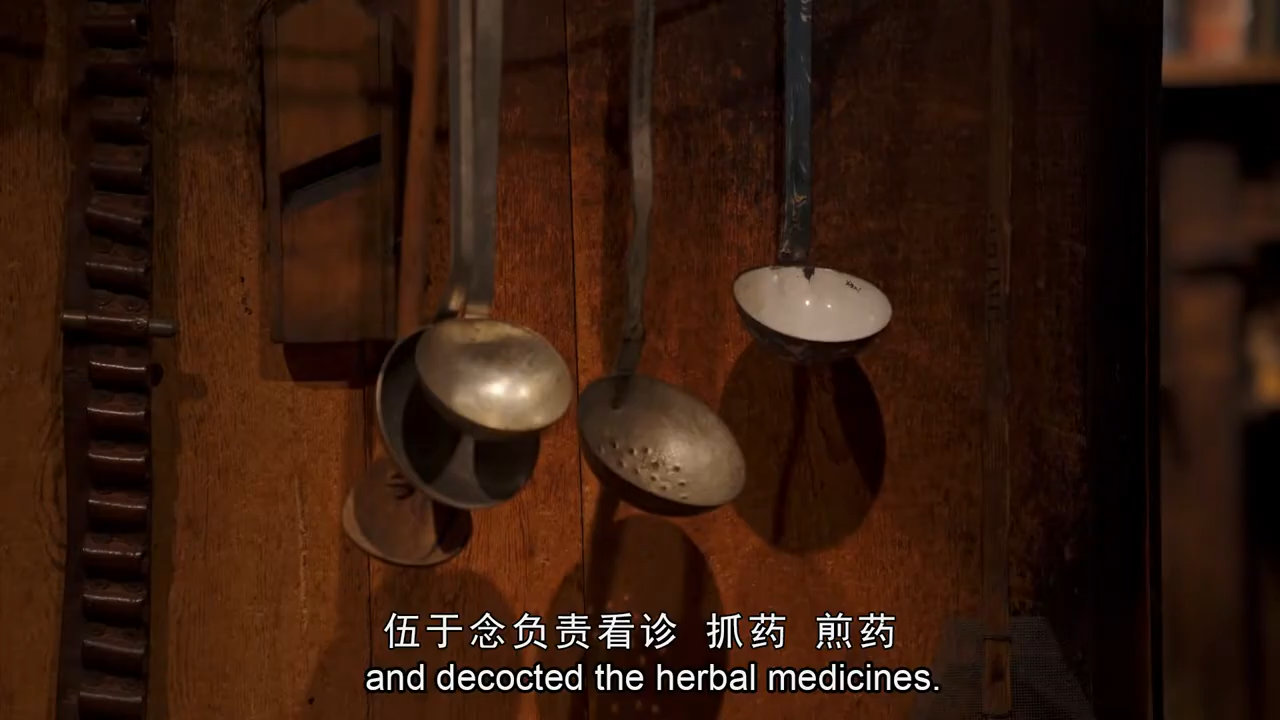 伍于念负责看诊 抓药 煎药
and decocted the herbal medicines.